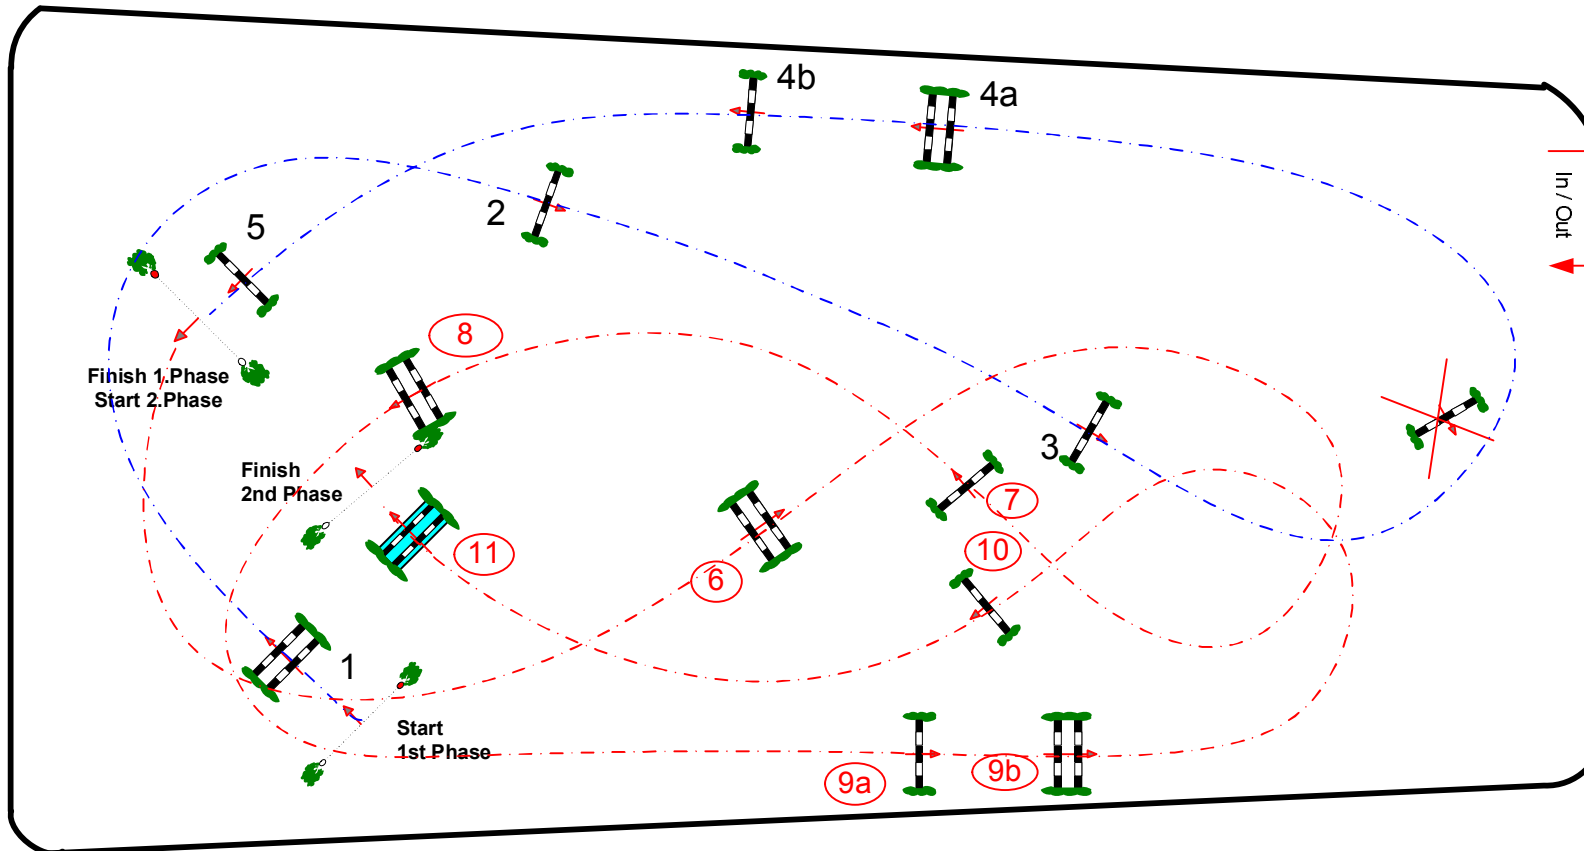 4b
4a
In / Out
2
5
8
Finish 1.Phase
Start 2.Phase
3
Finish
2nd Phase
7
11
10
6
1
Start
1st Phase
9a
9b